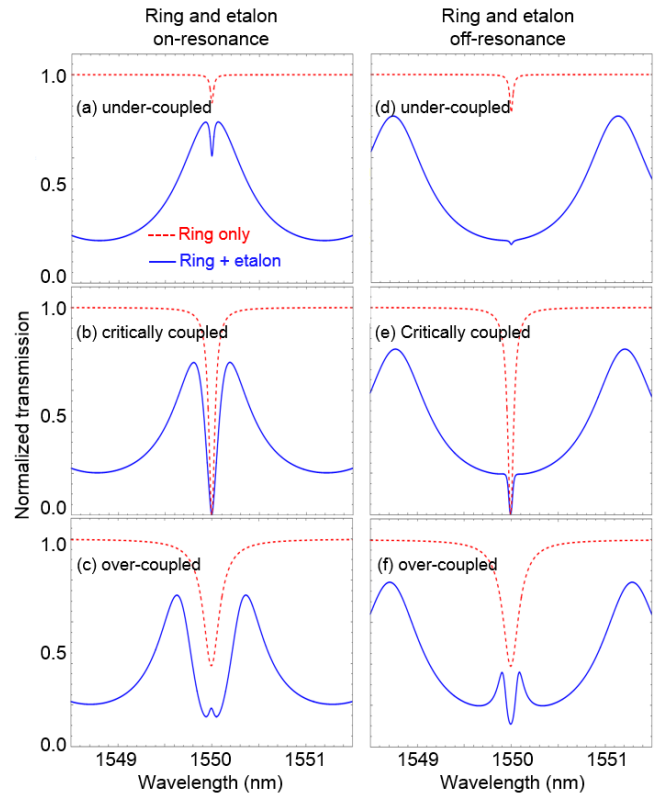 Ring and etalon
on-resonance
Ring and etalon
off-resonance
1.0
(a) under-coupled
(d) under-coupled
0.5
Ring only
Ring + etalon
0.0
1.0
(b) critically coupled
(e) Critically coupled
0.5
0.0
1.0
(c) over-coupled
(f) over-coupled
0.5
0.0
Normalized transmission
1549
1550
1551
1549
1550
1551
Wavelength (nm)
Wavelength (nm)